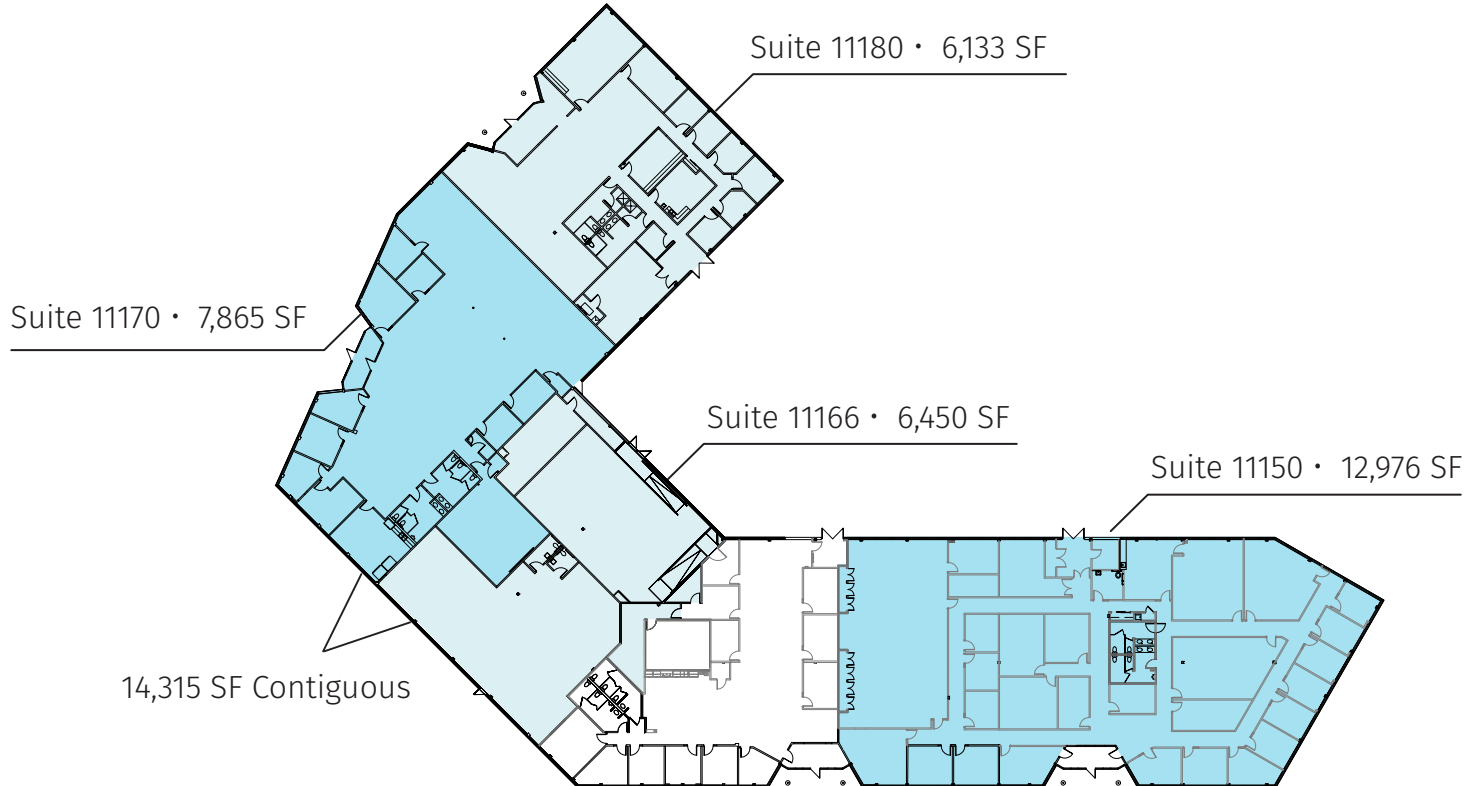 Suite 11180 · 6,133 SF
Suite 11170 · 7,865 SF
Suite 11166 · 6,450 SF
Suite 11150 · 12,976 SF
14,315 SF Contiguous